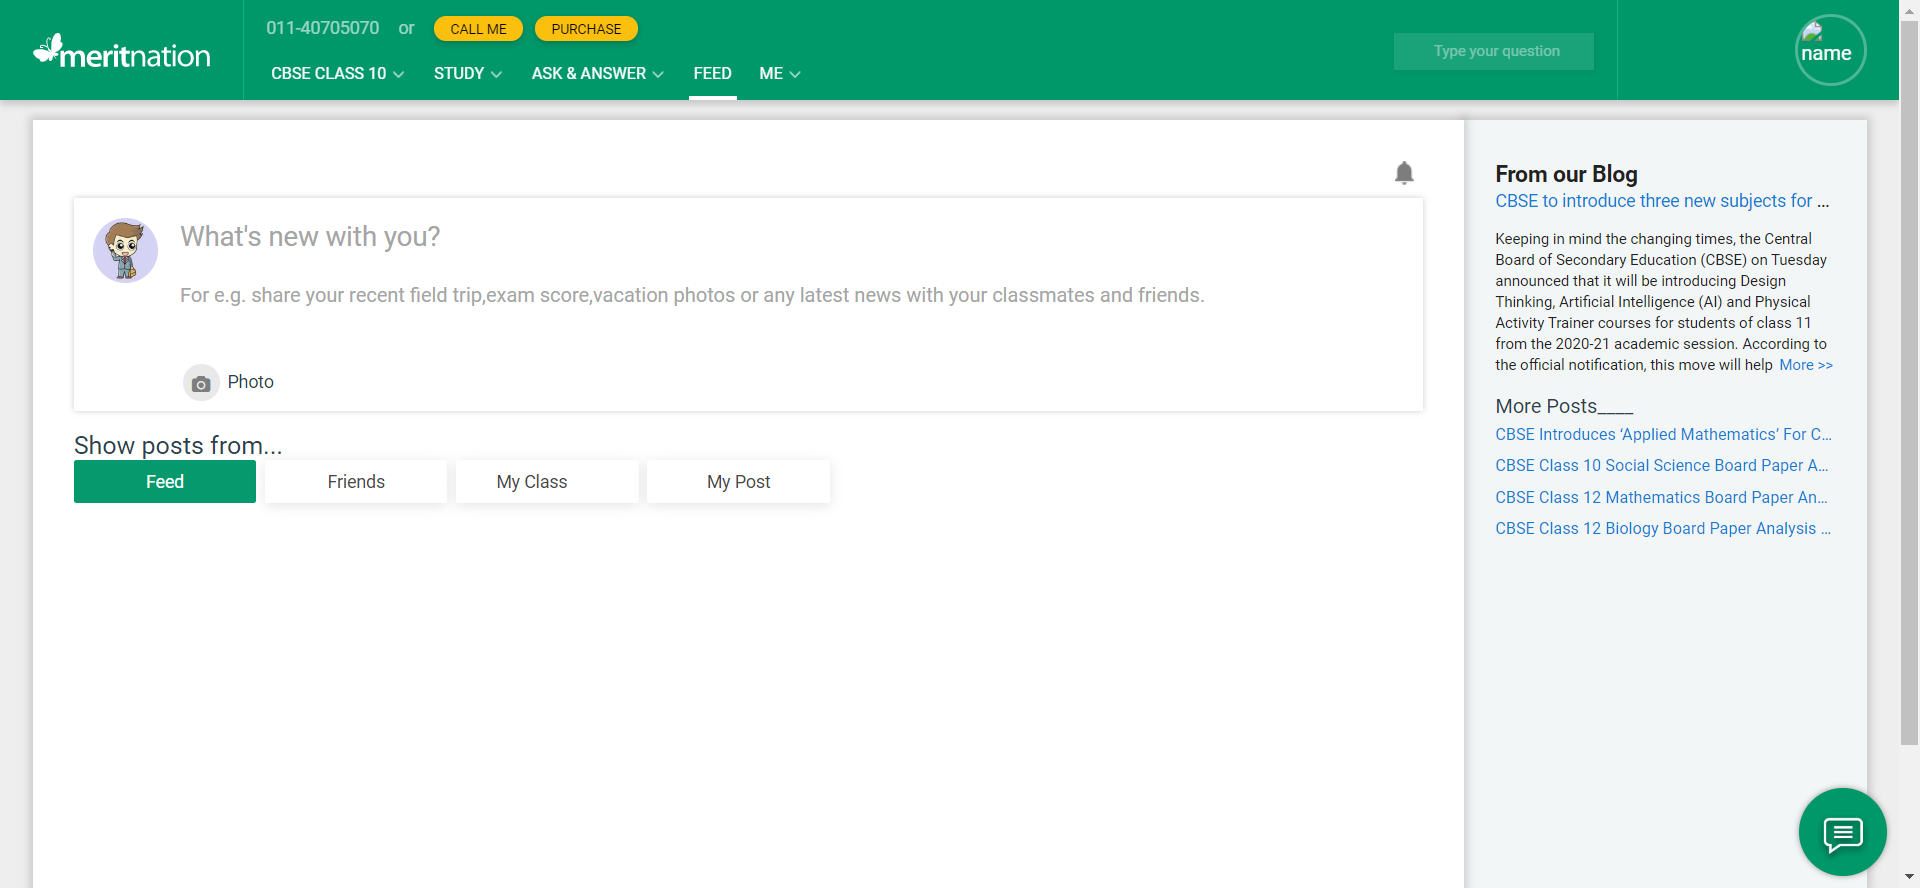 meritnation
011-40705070 or CALL ME PURCHASE
CBSE CLASS 10 STUDY ASK & ANSWER FEED ME
Type your question
name
What's new with you?
For e.g. share your recent field trip,exam score,vacation photos or any latest news with your classmates and friends.
Photo
Show posts from...
Feed Friends My Class My Post
From our Blog
CBSE to introduce three new subjects for ...
Keeping in mind the changing times, the Central
Board of Secondary Education (CBSE) on Tuesday
announced that it will be introducing Design
Thinking, Artificial Intelligence (AI) and Physical
Activity Trainer courses for students of class 11
from the 2020-21 academic session. According to
the official notification, this move will help More >>
More Posts____
CBSE Introduces ‘Applied Mathematics’ For C...
CBSE Class 10 Social Science Board Paper A...
CBSE Class 12 Mathematics Board Paper An...
CBSE Class 12 Biology Board Paper Analysis ...